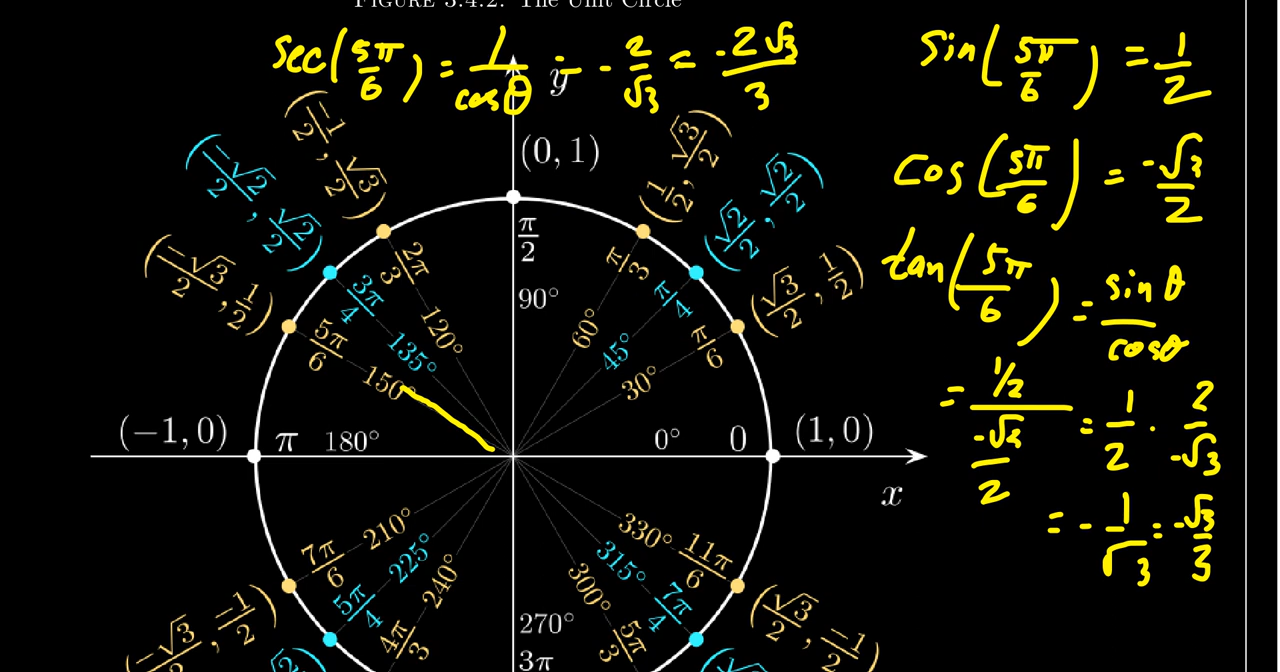 FIGURE 3.4.2. The Unit Circle
sec(5π/6) = 1/cosθ = -2/√3 = -2√3/3
sin(5π/6) = 1/2
cos(5π/6) = -√3/2
tan(5π/6) = sinθ/cosθ
= (1/2)/(-√3/2) = 1/2 · 2/-√3
= -1/√3 = -√3/3
y
(0, 1)
(-1/2, √3/2)
(1/2, √3/2)
(-√2/2, √2/2)
(√2/2, √2/2)
(-√3/2, 1/2)
(√3/2, 1/2)
π/2
90°
2π/3 120°
π/3 60°
3π/4 135°
π/4 45°
5π/6 150°
π/6 30°
(−1, 0) π 180°
0° 0 (1, 0)
x
7π/6 210°
330° 11π/6
5π/4 225°
315° 7π/4
4π/3 240°
300° 5π/3
270°
3π
(-√3/2, -1/2)
(√3/2, -1/2)